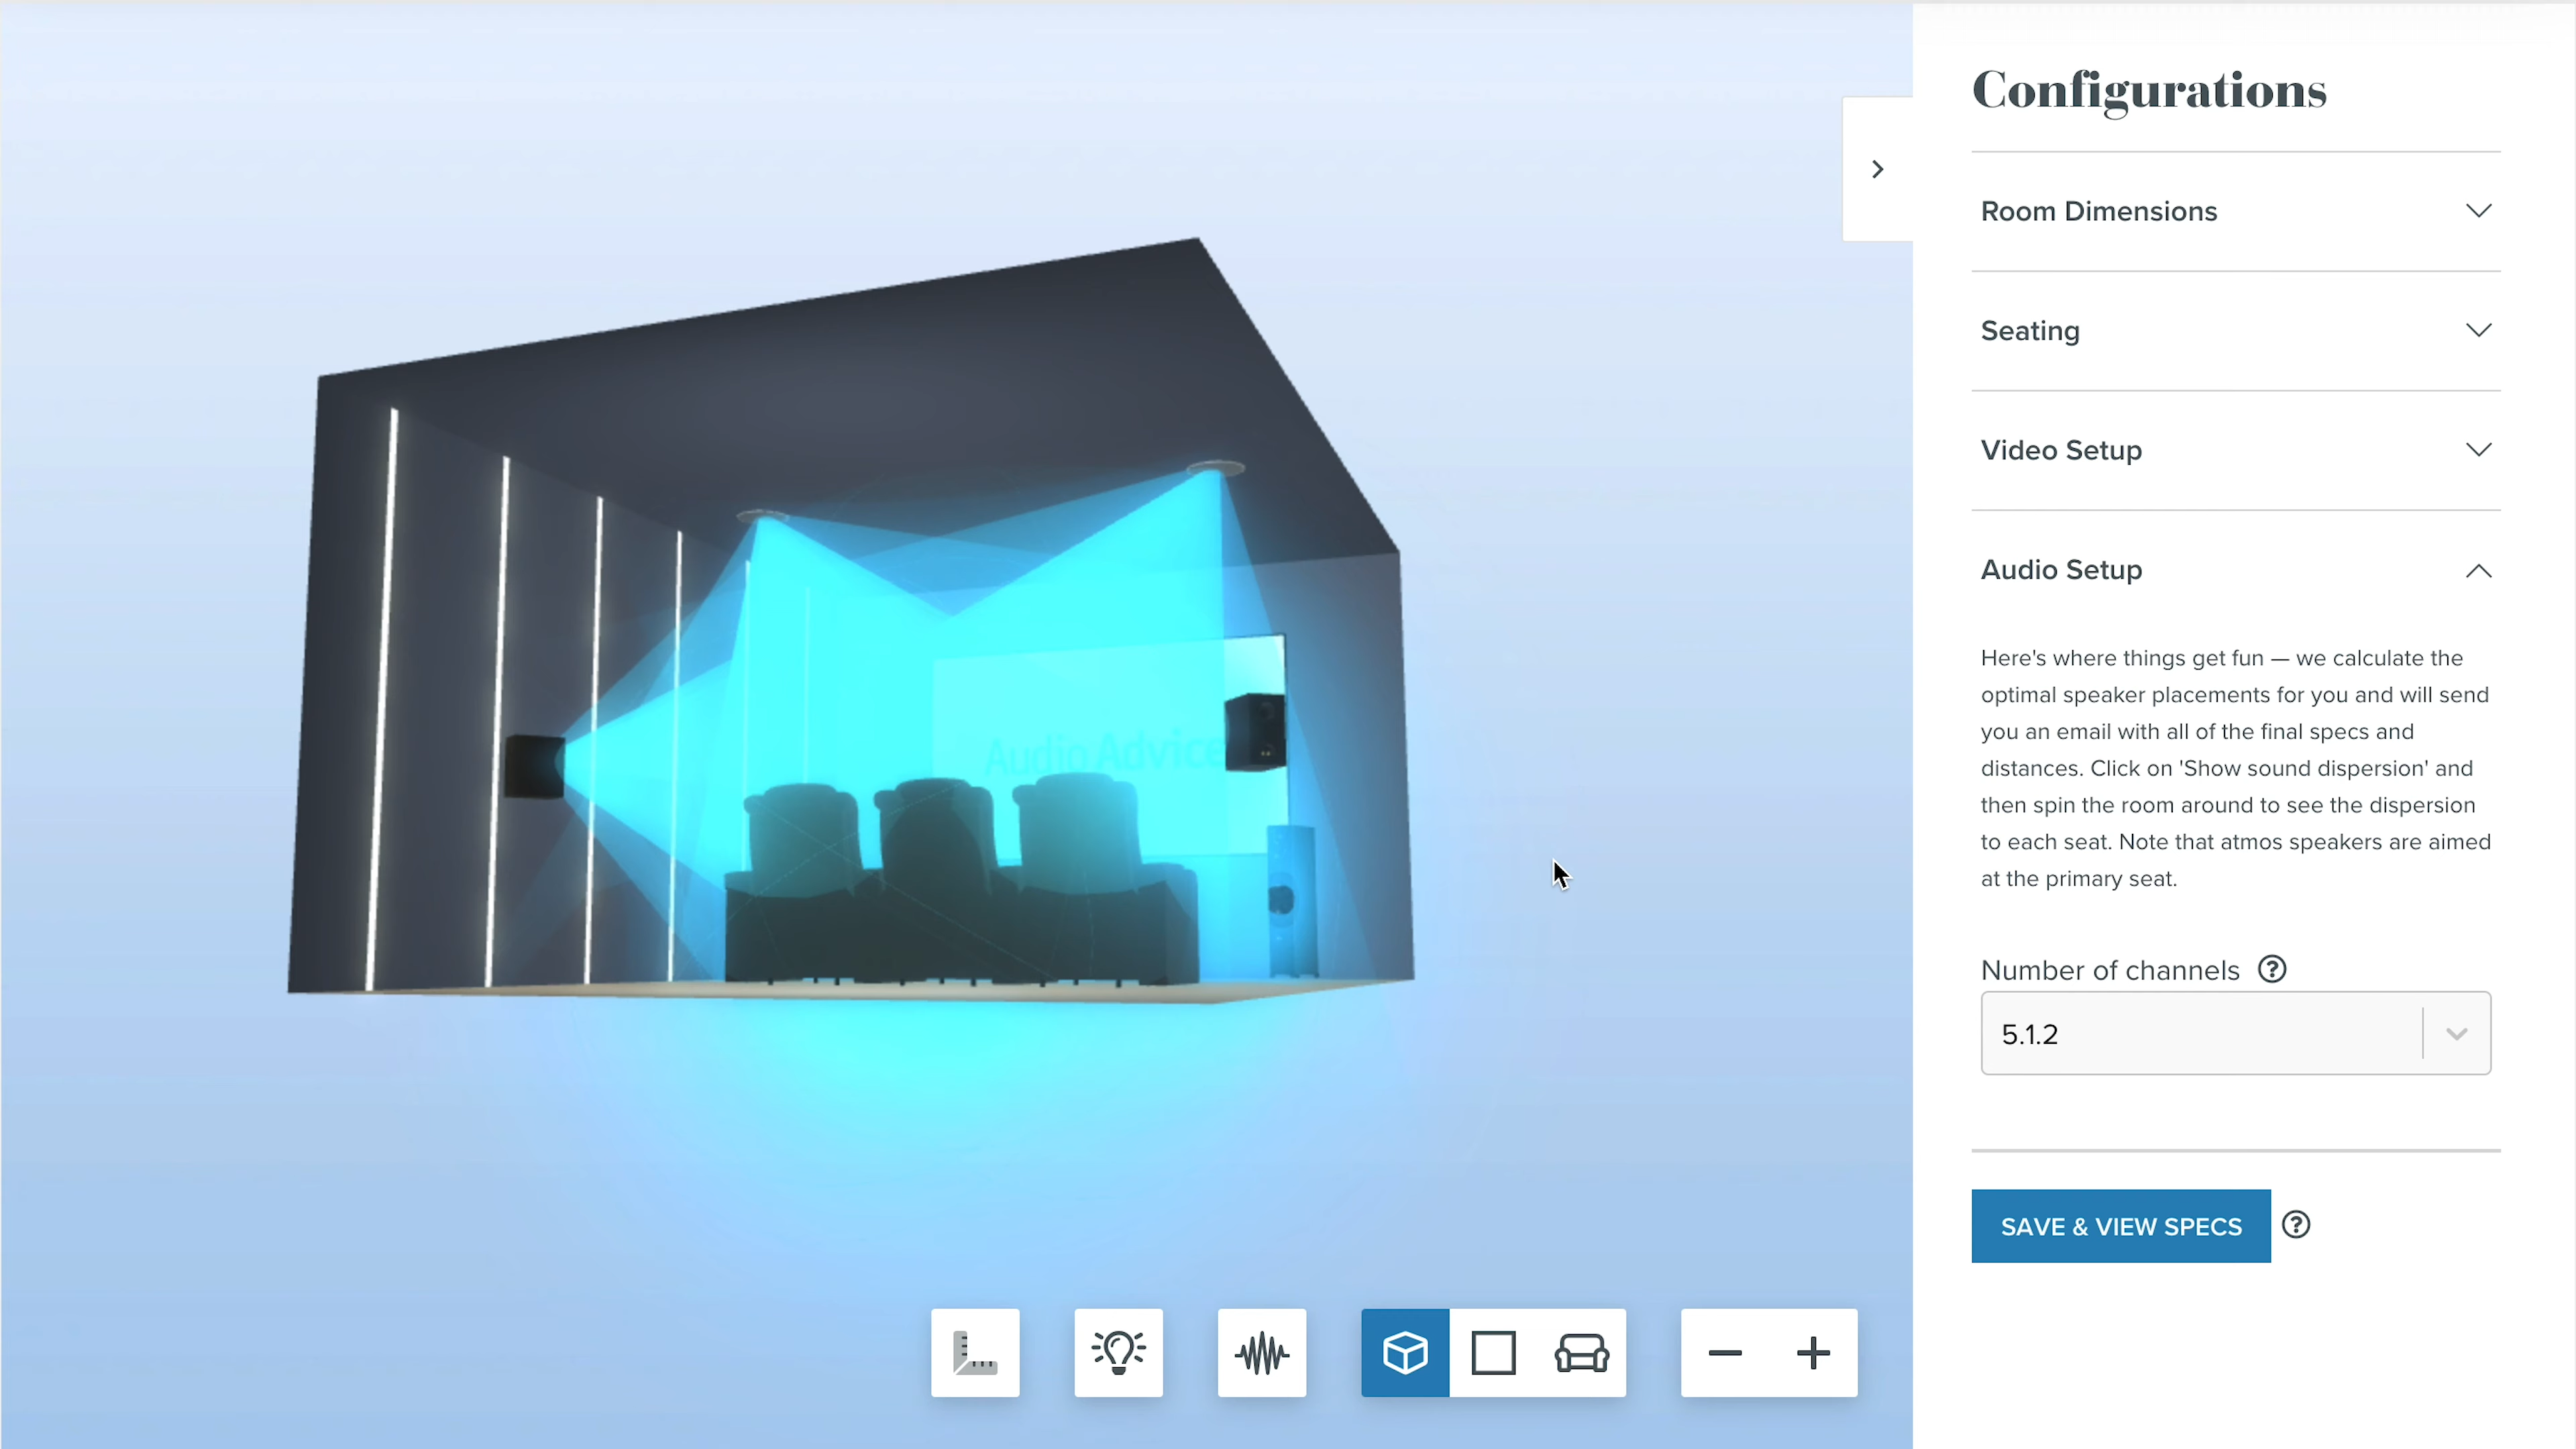 Configurations
Room Dimensions
Seating
Video Setup
Audio Setup
Here's where things get fun — we calculate the
optimal speaker placements for you and will send
you an email with all of the final specs and
distances. Click on 'Show sound dispersion' and
then spin the room around to see the dispersion
to each seat. Note that atmos speakers are aimed
at the primary seat.
Audio Advice
Number of channels ?
5.1.2
SAVE & VIEW SPECS ?